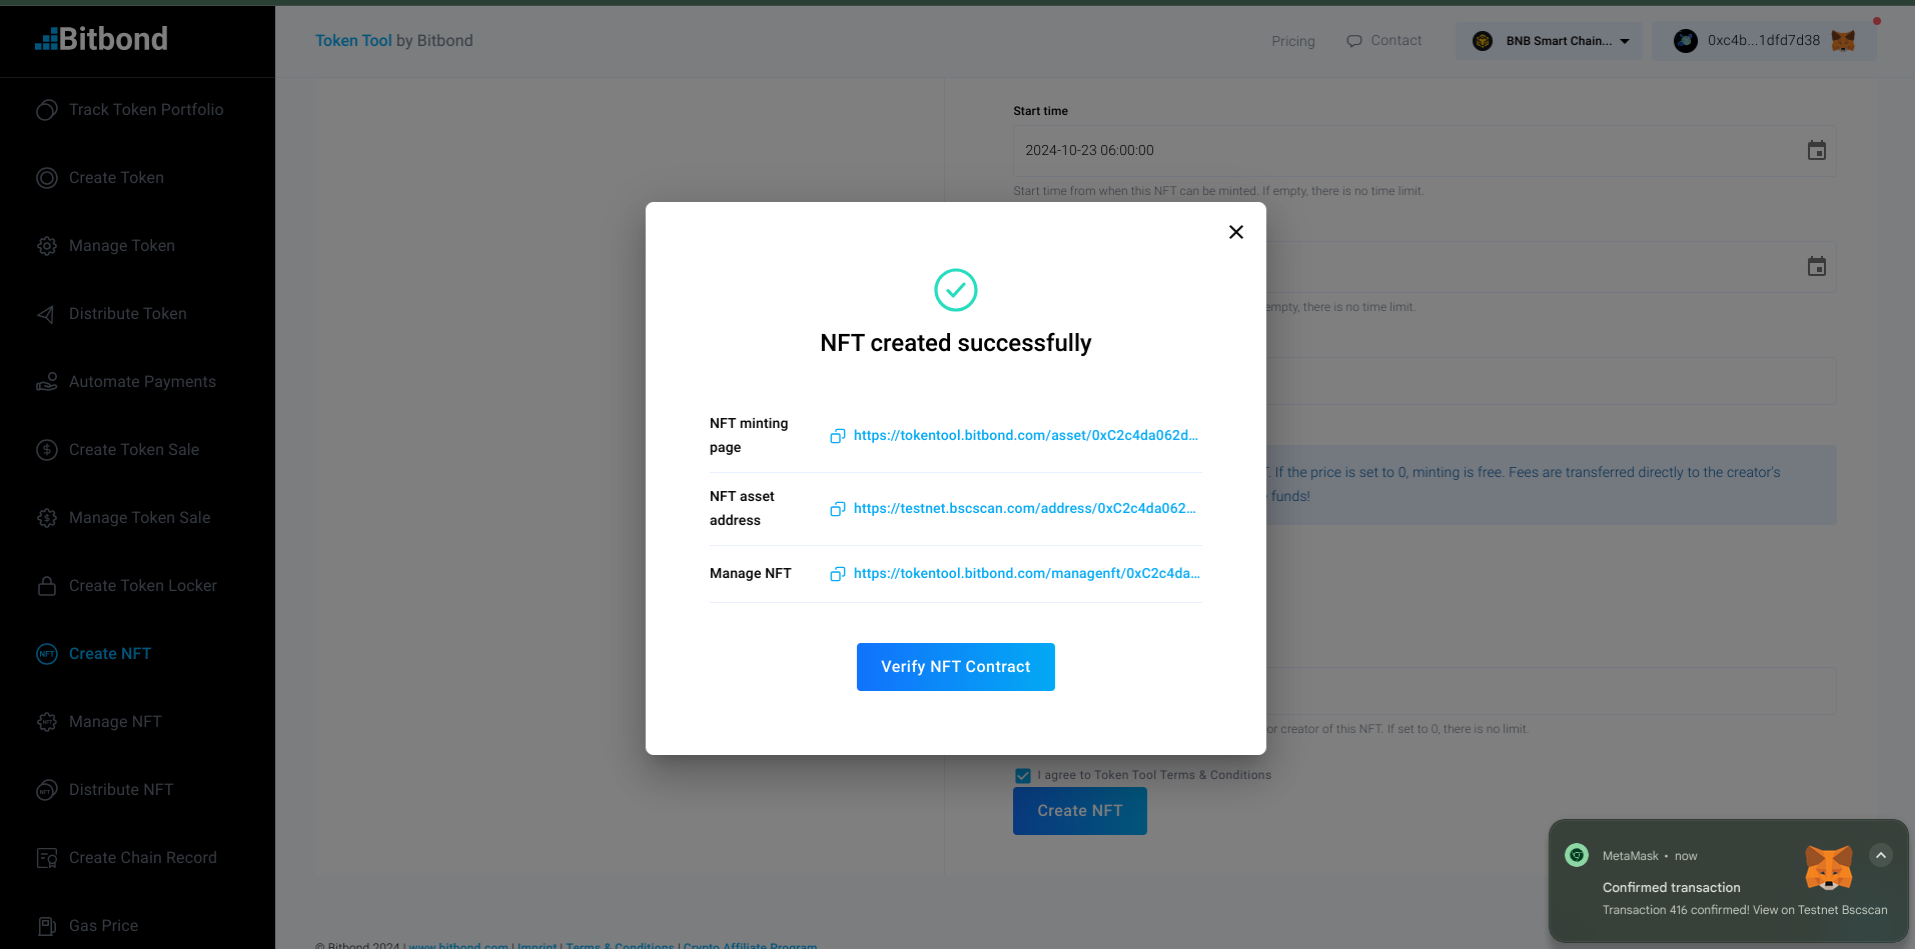 Bitbond
Track Token Portfolio
Create Token
Manage Token
Distribute Token
Automate Payments
Create Token Sale
Manage Token Sale
Create Token Locker
Create NFT
Manage NFT
Distribute NFT
Create Chain Record
Gas Price
Token Tool by Bitbond
Pricing
Contact
BNB Smart Chain...
0xc4b...1dfd7d38
Start time
2024-10-23 06:00:00
Start time from when this NFT can be minted. If empty, there is no time limit.
empty, there is no time limit.
If the price is set to 0, minting is free. Fees are transferred directly to the creator's
funds!
or creator of this NFT. If set to 0, there is no limit.
I agree to Token Tool Terms & Conditions
Create NFT
NFT created successfully
NFT minting
page
https://tokentool.bitbond.com/asset/0xC2c4da062d...
NFT asset
address
https://testnet.bscscan.com/address/0xC2c4da062...
Manage NFT
https://tokentool.bitbond.com/managenft/0xC2c4da...
Verify NFT Contract
MetaMask • now
Confirmed transaction
Transaction 416 confirmed! View on Testnet Bscscan
© Bitbond 2024 | www.bitbond.com | Imprint | Terms & Conditions | Crypto Affiliate Program